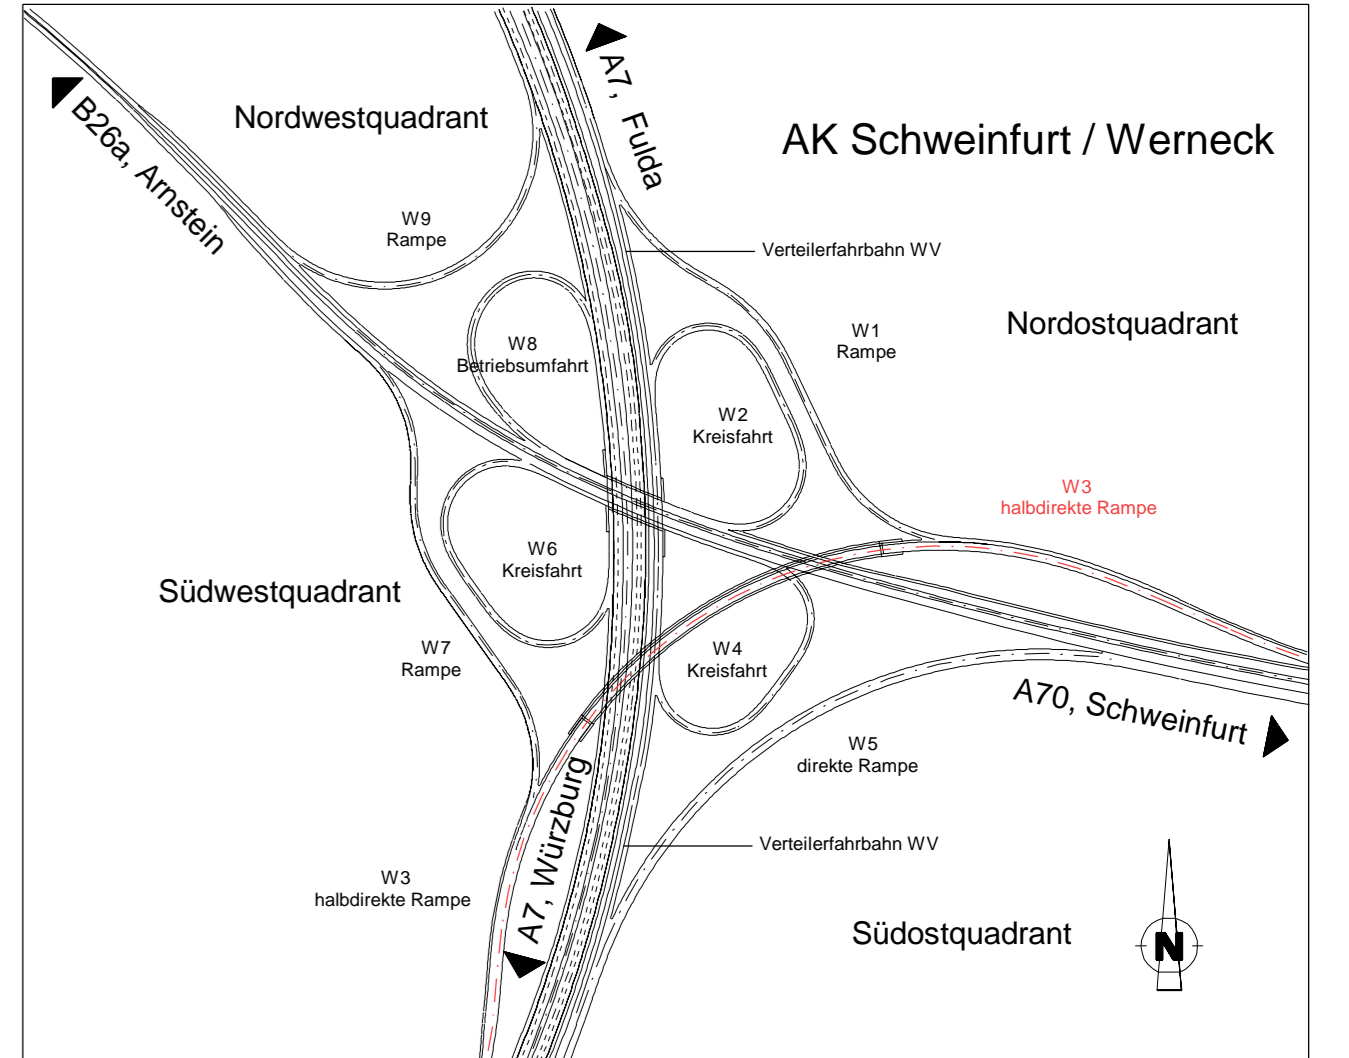 A7, Fulda
B26a, Arnstein
Nordwestquadrant
AK Schweinfurt / Werneck
W9
Rampe
Verteilerfahrbahn WV
Nordostquadrant
W1
Rampe
W8
Betriebsumfahrt
W2
Kreisfahrt
W3
halbdirekte Rampe
W6
Kreisfahrt
Südwestquadrant
W7
Rampe
W4
Kreisfahrt
A70, Schweinfurt
W5
direkte Rampe
A7, Würzburg
Verteilerfahrbahn WV
W3
halbdirekte Rampe
Südostquadrant
N